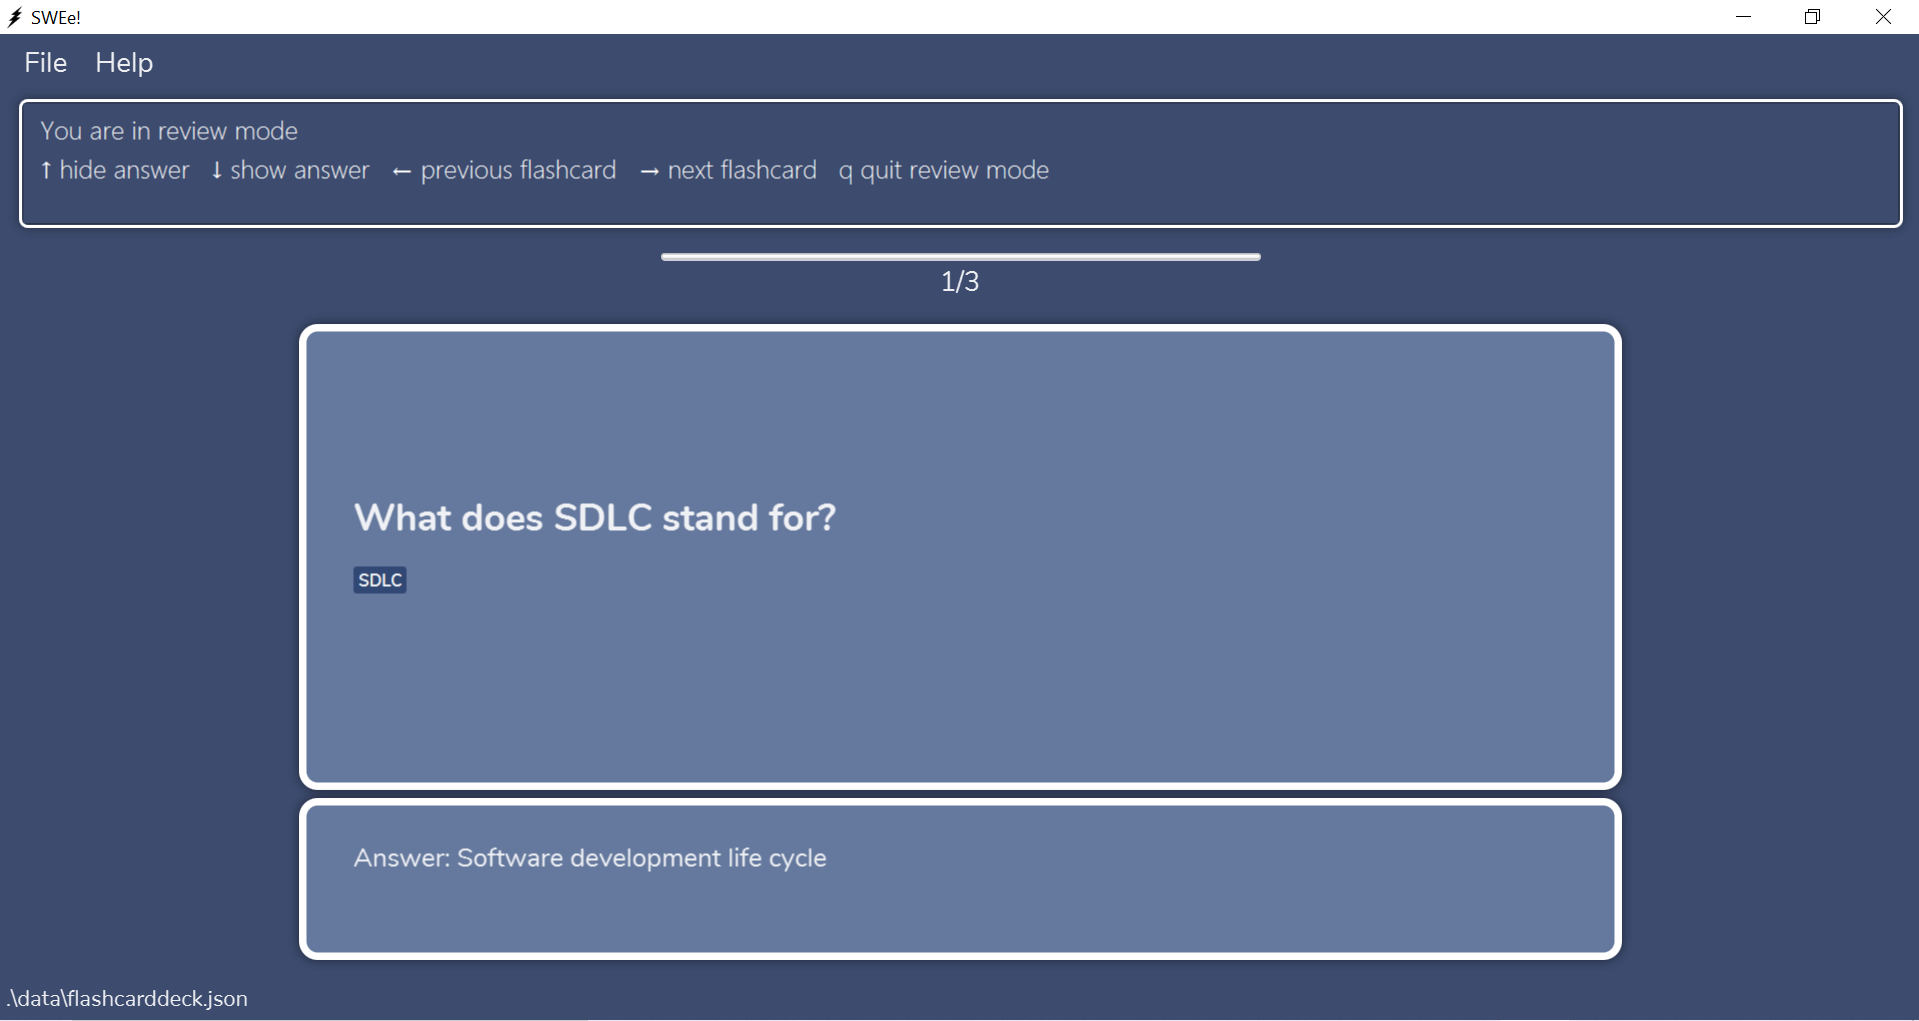 SWEe!
File Help
You are in review mode
↑ hide answer ↓ show answer ← previous flashcard → next flashcard q quit review mode
1/3
What does SDLC stand for?
SDLC
Answer: Software development life cycle
.\data\flashcarddeck.json